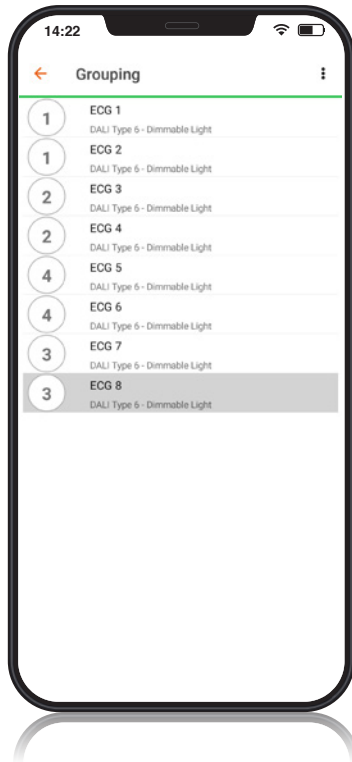 14:22
Grouping
1 ECG 1
DALI Type 6 - Dimmable Light
1 ECG 2
DALI Type 6 - Dimmable Light
2 ECG 3
DALI Type 6 - Dimmable Light
2 ECG 4
DALI Type 6 - Dimmable Light
4 ECG 5
DALI Type 6 - Dimmable Light
4 ECG 6
DALI Type 6 - Dimmable Light
3 ECG 7
DALI Type 6 - Dimmable Light
3 ECG 8
DALI Type 6 - Dimmable Light